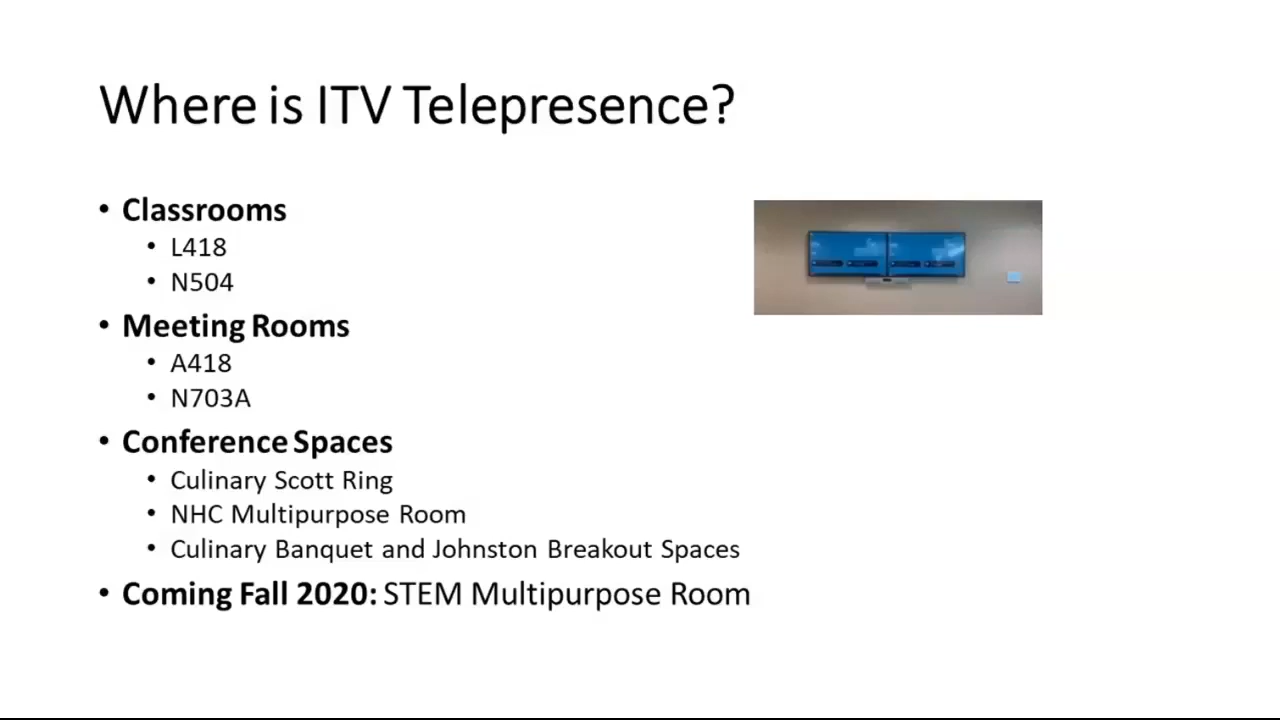 Where is ITV Telepresence?
• Classrooms
• L418
• N504
• Meeting Rooms
• A418
• N703A
• Conference Spaces
• Culinary Scott Ring
• NHC Multipurpose Room
• Culinary Banquet and Johnston Breakout Spaces
• Coming Fall 2020: STEM Multipurpose Room